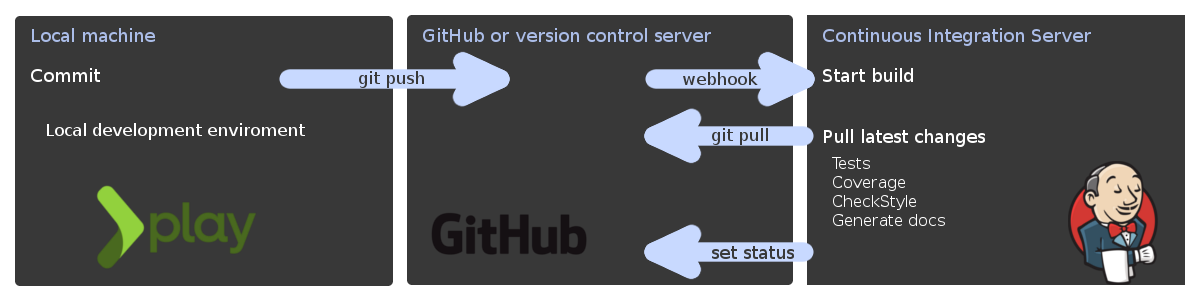 Local machine
Commit
git push
Local development enviroment
play
GitHub or version control server
webhook
git pull
GitHub
set status
Continuous Integration Server
Start build
Pull latest changes
Tests
Coverage
CheckStyle
Generate docs